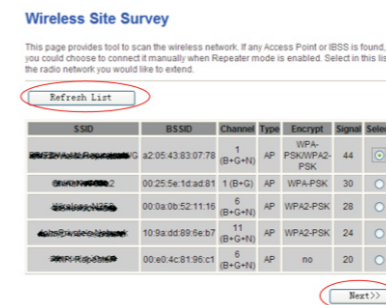 Wireless Site Survey
This page provides tool to scan the wireless network. If any Access Point or IBSS is found,
you could choose to connect it manually when Repeater mode is enabled. Select in this lis
the radio network you would like to extend.
Refresh List
SSID BSSID Channel Type Encrypt Signal Selec
G a2:05:43:83:07:78 1 (B+G+N) AP WPA-PSK/WPA2-PSK 44
2 00:25:5e:1d:ad:81 1 (B+G) AP WPA-PSK 30
00:0a:0b:52:11:16 6 (B+G+N) AP WPA2-PSK 28
10:9a:dd:89:5e:b7 11 (B+G+N) AP WPA2-PSK 24
00:e0:4c:81:96:c1 6 (B+G+N) AP no 20
Next>>